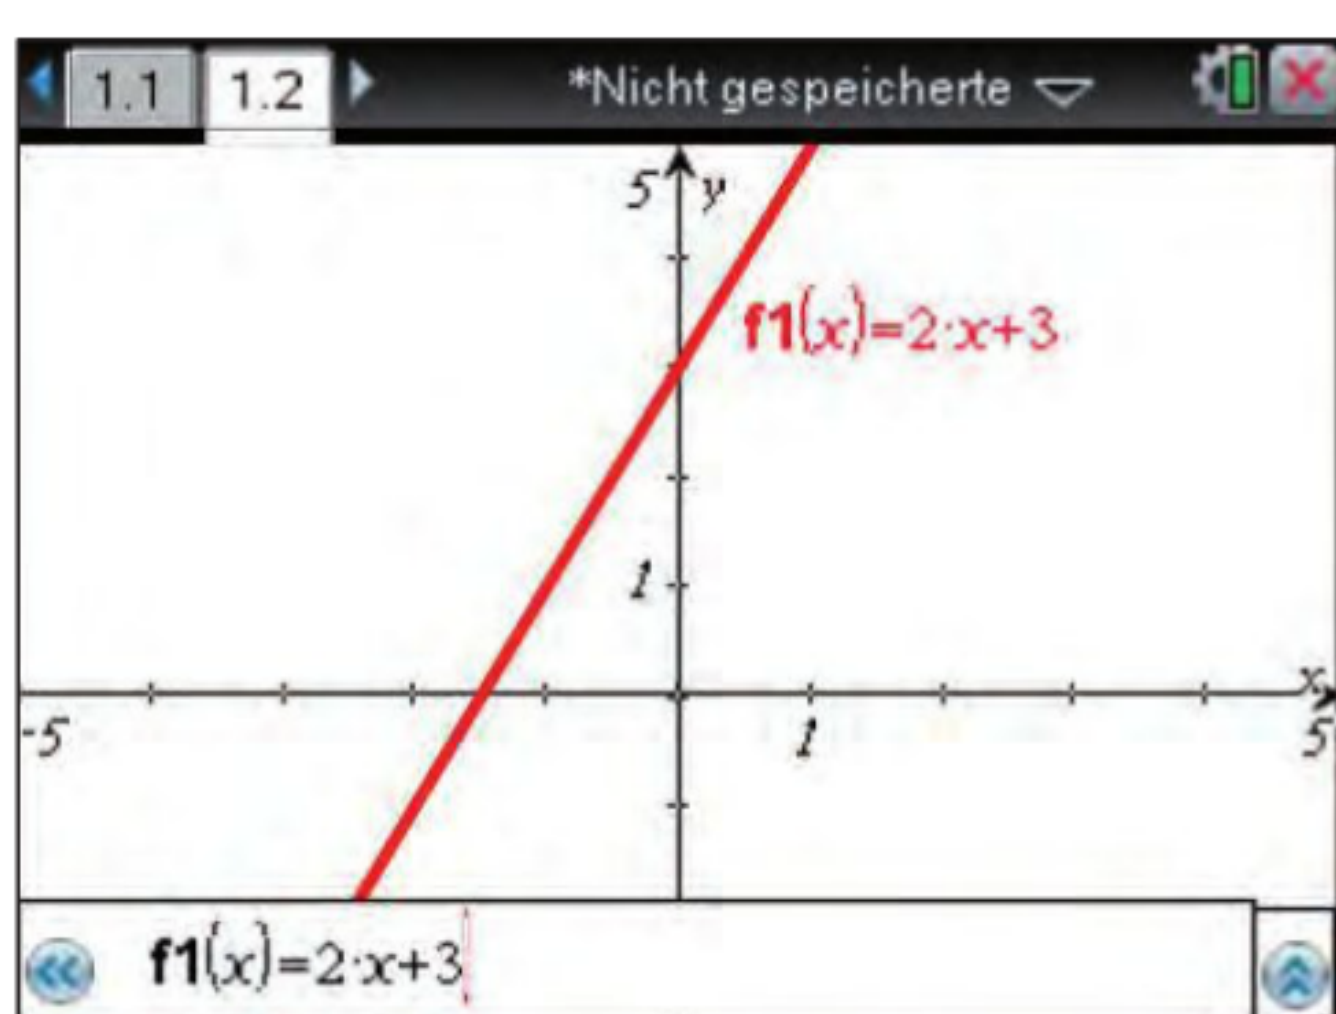 1.1 1.2 *Nicht gespeicherte
5 y
f1(x)=2·x+3
1
x
-5 1 5
f1(x)=2·x+3